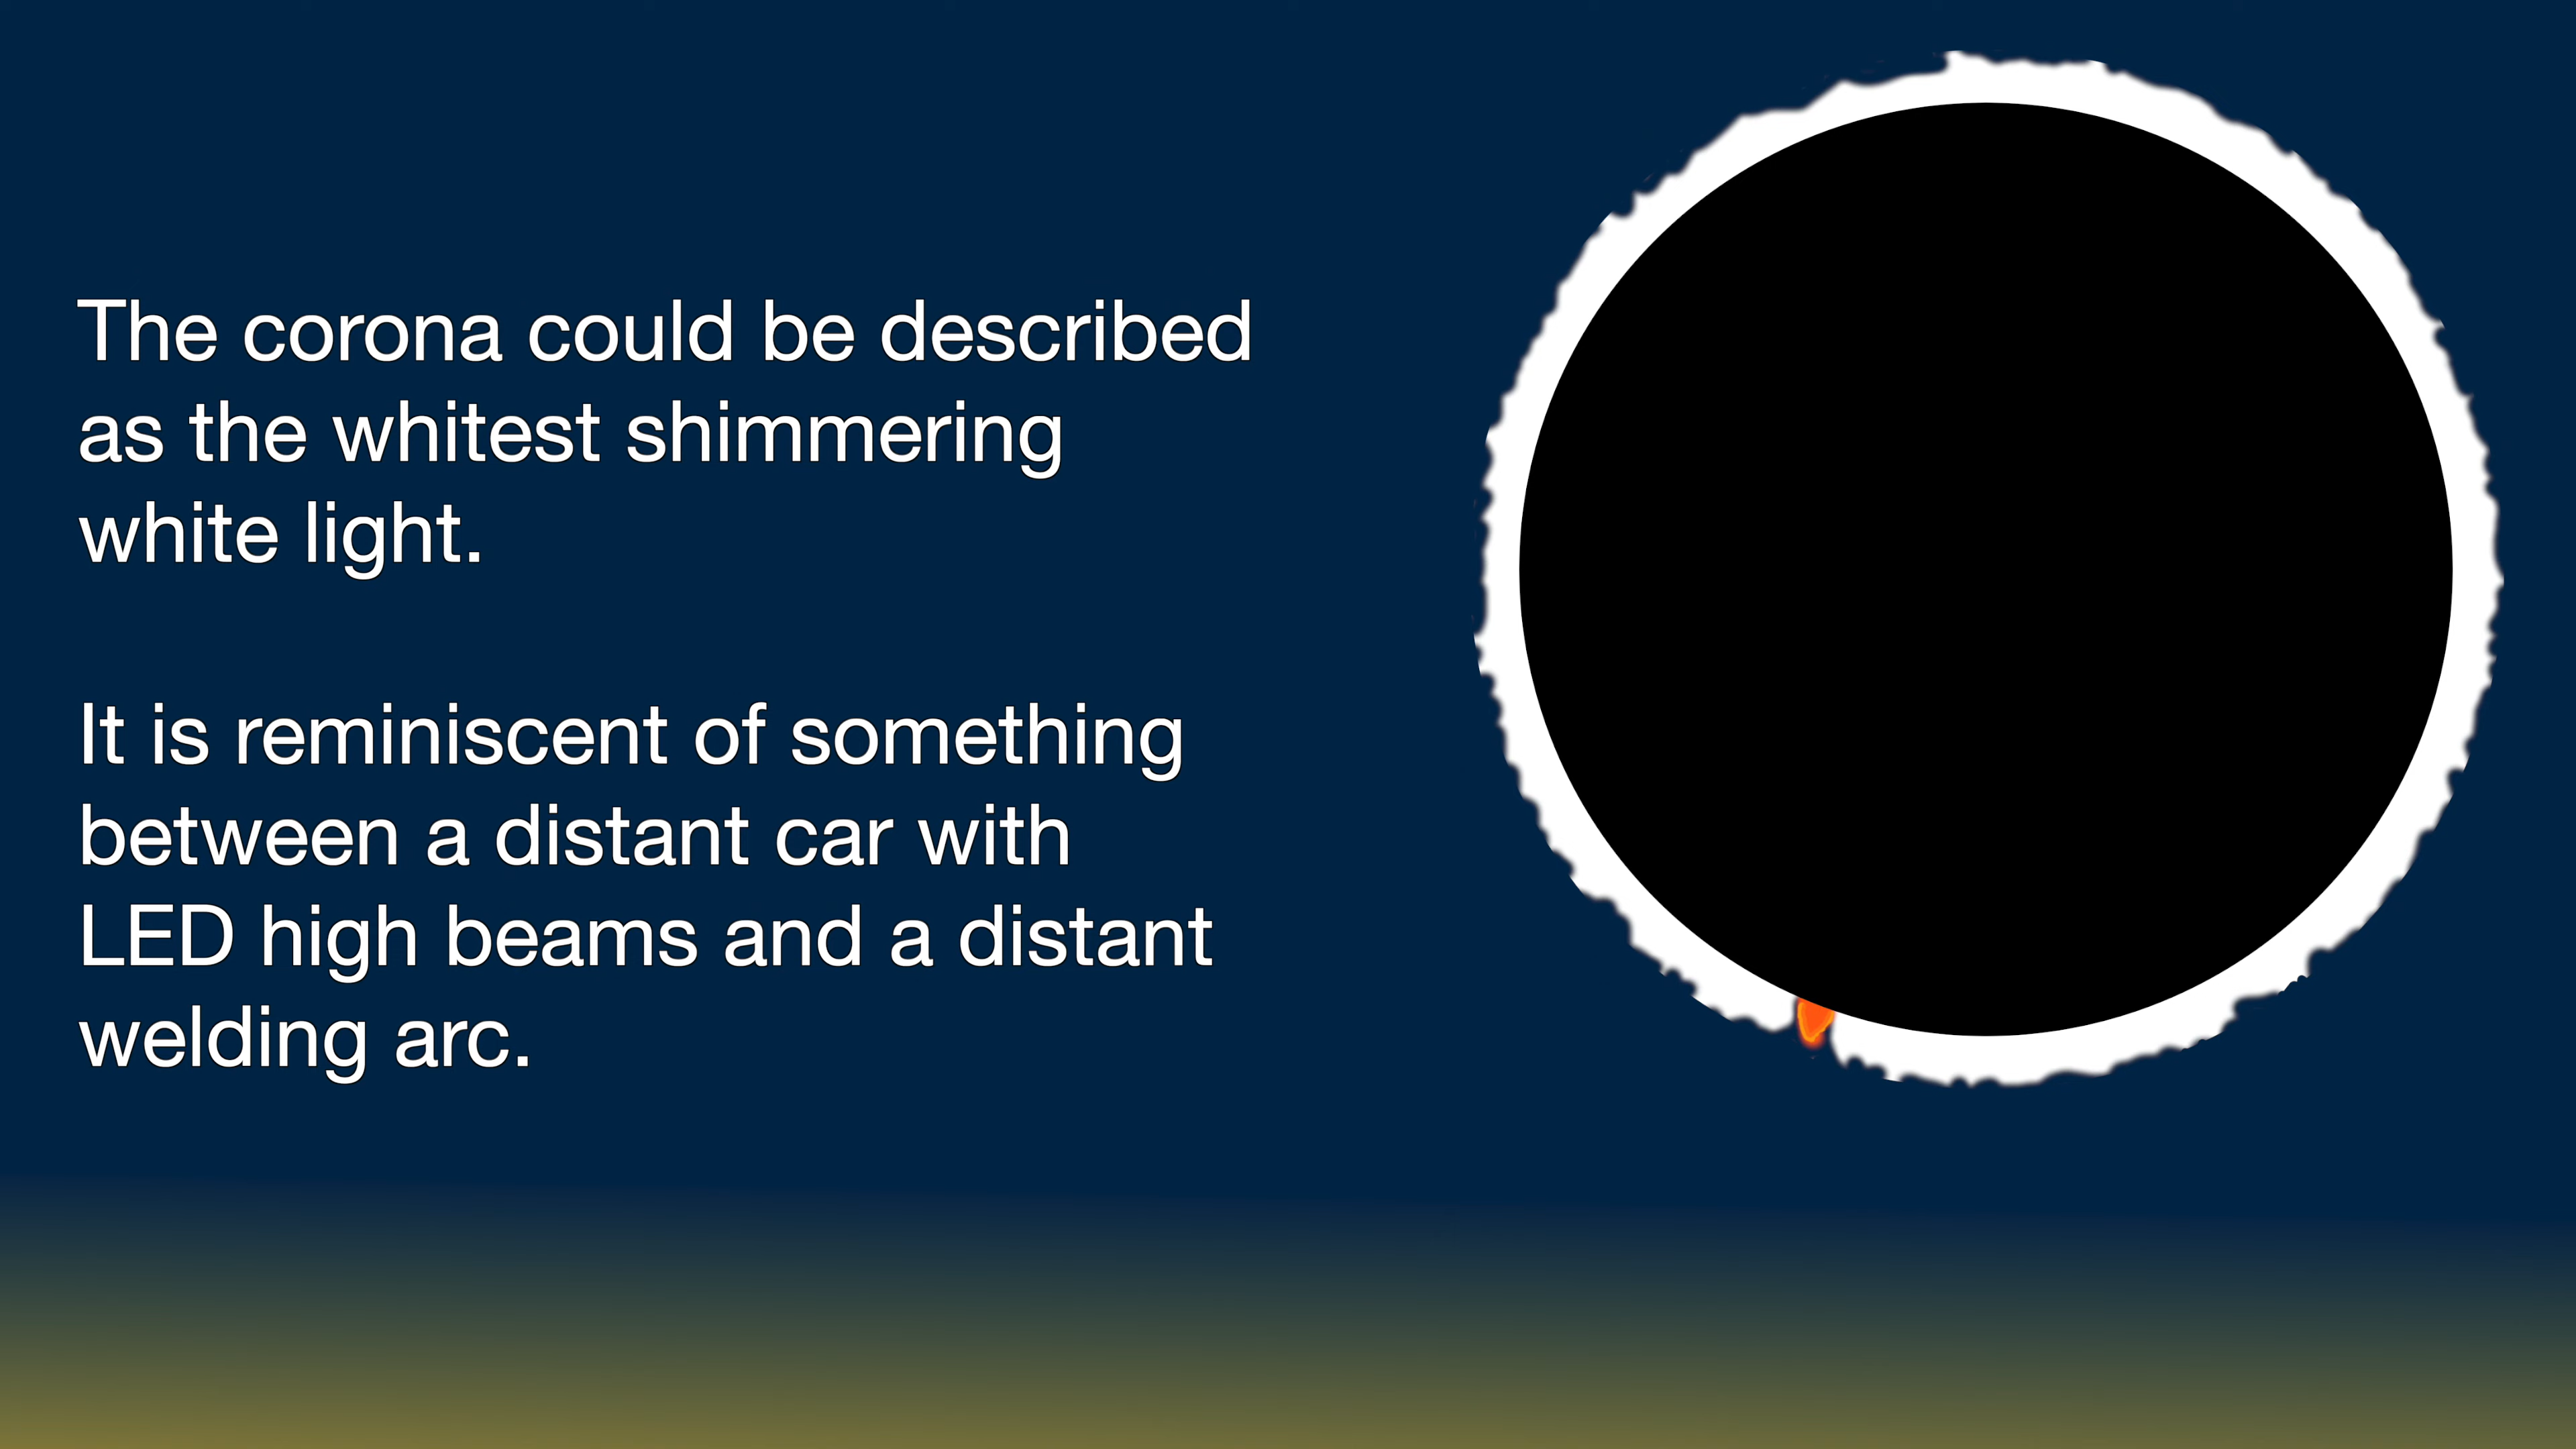 The corona could be described
as the whitest shimmering
white light.
It is reminiscent of something
between a distant car with
LED high beams and a distant
welding arc.